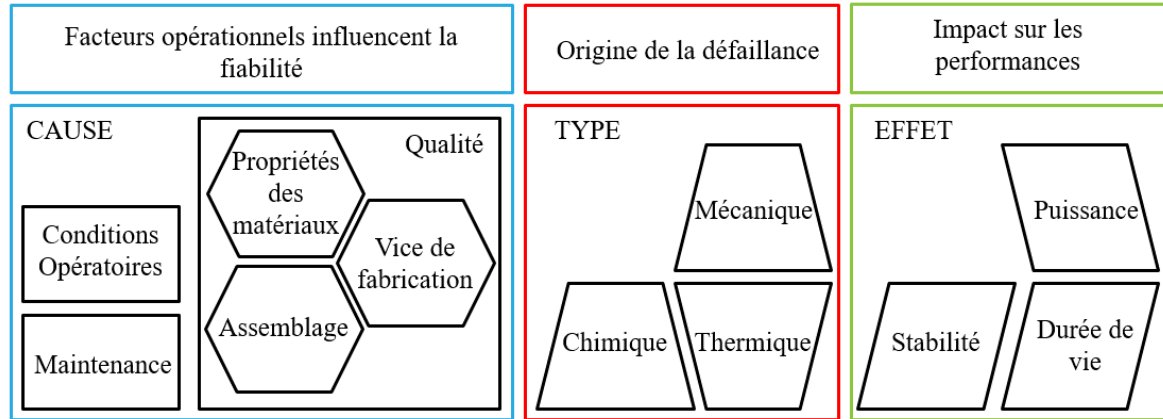 Facteurs opérationnels influencent la
fiabilité
Origine de la défaillance
Impact sur les
performances
CAUSE
Qualité
Propriétés
des
matériaux
Conditions
Opératoires
Vice de
fabrication
Assemblage
Maintenance
TYPE
Mécanique
Chimique
Thermique
EFFET
Puissance
Stabilité
Durée de
vie